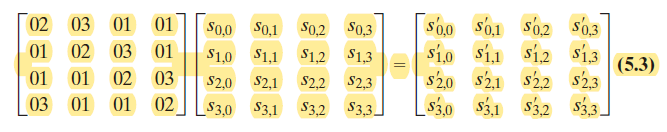 02 03 01 01 s0,0 s0,1 s0,2 s0,3 s′0,0 s′0,1 s′0,2 s′0,3
01 02 03 01 s1,0 s1,1 s1,2 s1,3 = s′1,0 s′1,1 s′1,2 s′1,3 (5.3)
01 01 02 03 s2,0 s2,1 s2,2 s2,3 s′2,0 s′2,1 s′2,2 s′2,3
03 01 01 02 s3,0 s3,1 s3,2 s3,3 s′3,0 s′3,1 s′3,2 s′3,3